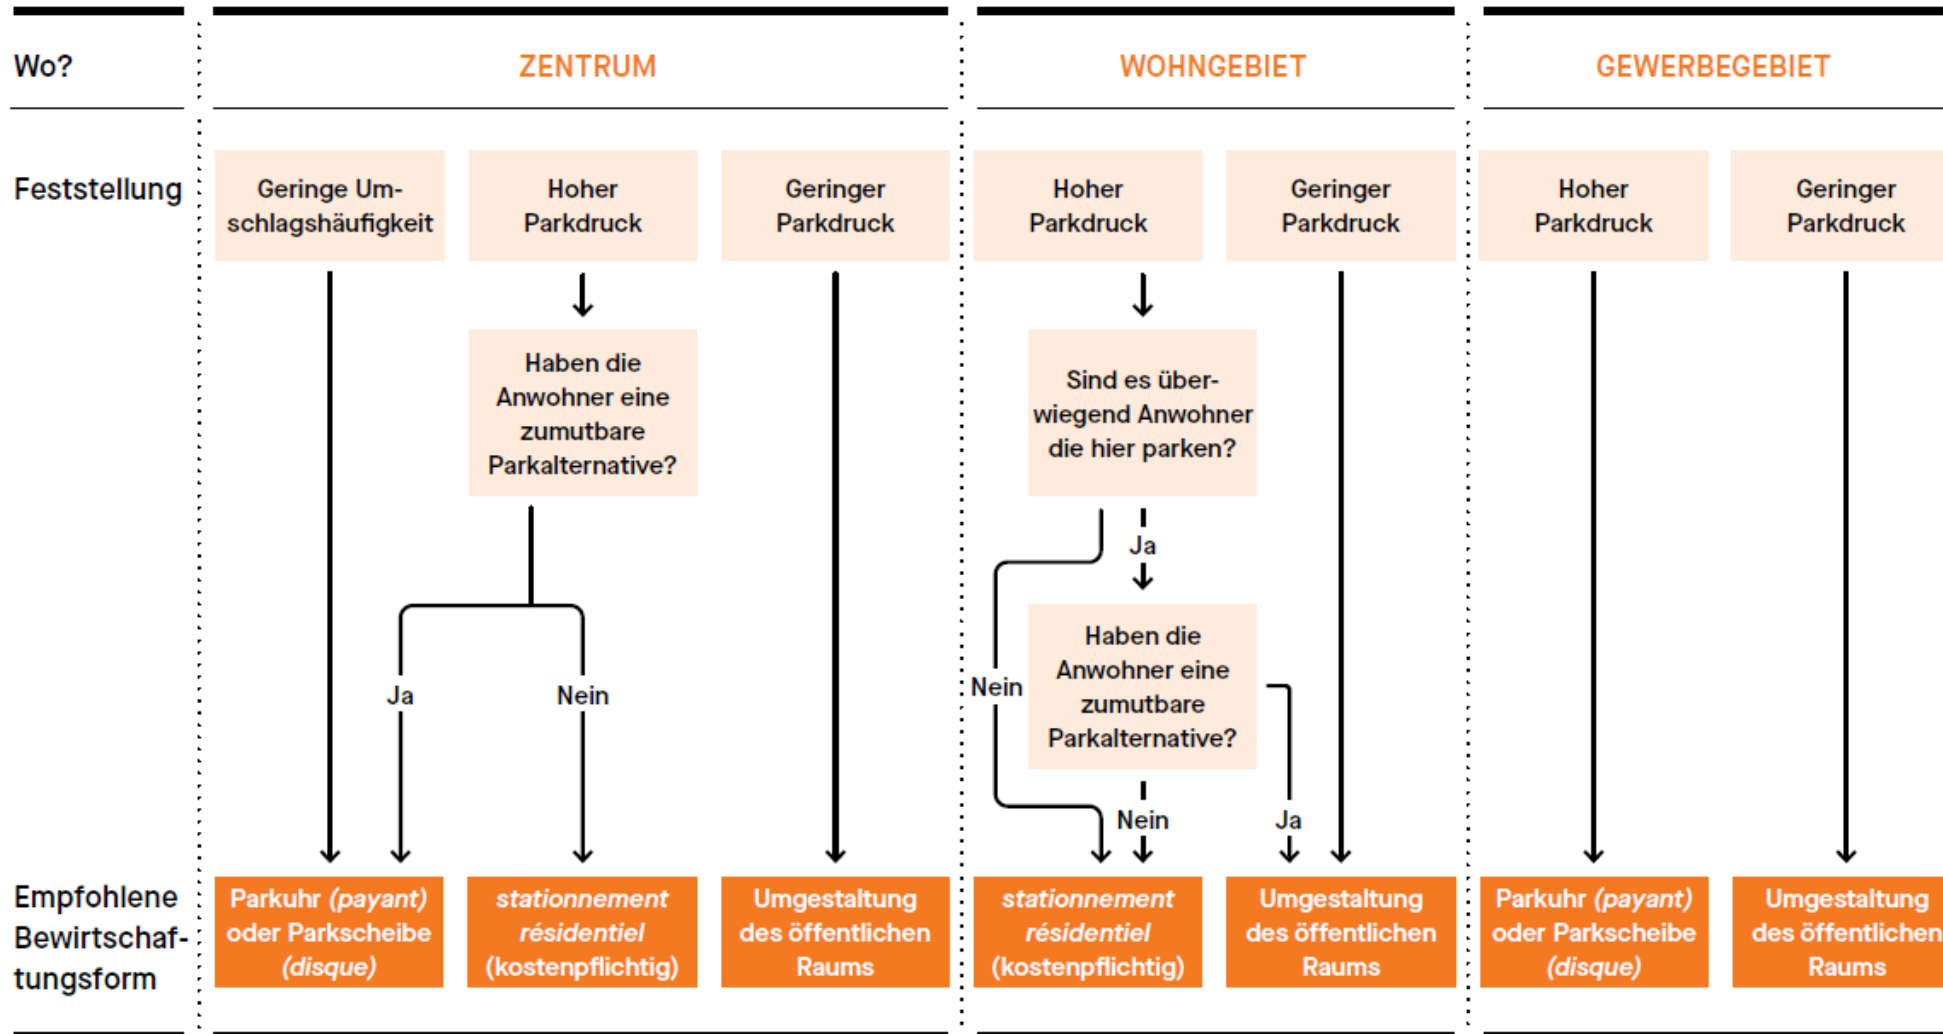 Wo?
ZENTRUM
WOHNGEBIET
GEWERBEGEBIET
Feststellung
Geringe Um-
schlagshäufigkeit
Hoher
Parkdruck
Geringer
Parkdruck
Hoher
Parkdruck
Geringer
Parkdruck
Hoher
Parkdruck
Geringer
Parkdruck
Haben die
Anwohner eine
zumutbare
Parkalternative?
Ja
Nein
Sind es über-
wiegend Anwohner
die hier parken?
Ja
Nein
Haben die
Anwohner eine
zumutbare
Parkalternative?
Nein
Ja
Empfohlene
Bewirtschaf-
tungsform
Parkuhr (payant)
oder Parkscheibe
(disque)
stationnement
résidentiel
(kostenpflichtig)
Umgestaltung
des öffentlichen
Raums
stationnement
résidentiel
(kostenpflichtig)
Umgestaltung
des öffentlichen
Raums
Parkuhr (payant)
oder Parkscheibe
(disque)
Umgestaltung
des öffentlichen
Raums